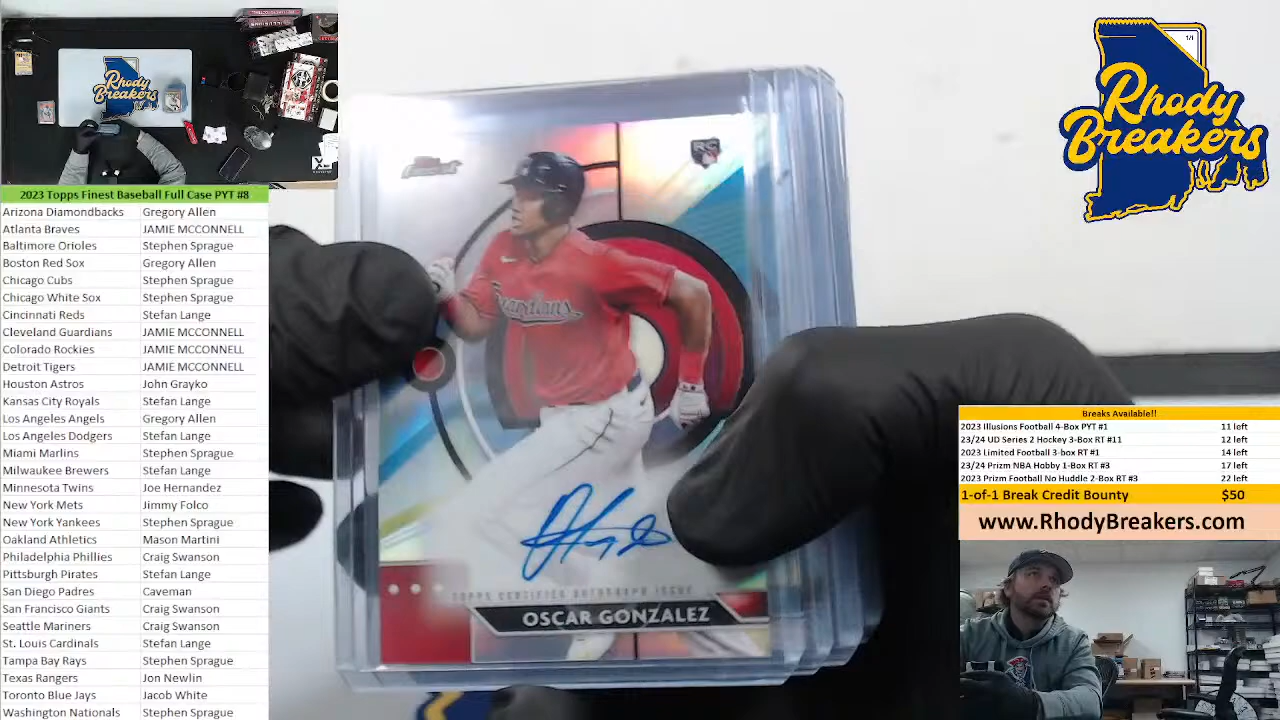 Rhody
Breakers
2023 Topps Finest Baseball Full Case PYT #8
Arizona Diamondbacks Gregory Allen
Atlanta Braves JAMIE MCCONNELL
Baltimore Orioles Stephen Sprague
Boston Red Sox Gregory Allen
Chicago Cubs Stephen Sprague
Chicago White Sox Stephen Sprague
Cincinnati Reds Stefan Lange
Cleveland Guardians JAMIE MCCONNELL
Colorado Rockies JAMIE MCCONNELL
Detroit Tigers JAMIE MCCONNELL
Houston Astros John Grayko
Kansas City Royals Stefan Lange
Los Angeles Angels Gregory Allen
Los Angeles Dodgers Stefan Lange
Miami Marlins Stephen Sprague
Milwaukee Brewers Stefan Lange
Minnesota Twins Joe Hernandez
New York Mets Jimmy Folco
New York Yankees Stephen Sprague
Oakland Athletics Mason Martini
Philadelphia Phillies Craig Swanson
Pittsburgh Pirates Stefan Lange
San Diego Padres Caveman
San Francisco Giants Craig Swanson
Seattle Mariners Craig Swanson
St. Louis Cardinals Stefan Lange
Tampa Bay Rays Stephen Sprague
Texas Rangers Jon Newlin
Toronto Blue Jays Jacob White
Washington Nationals Stephen Sprague
Guardians
TOPPS CERTIFIED AUTOGRAPH ISSUE
OSCAR GONZALEZ
1/1
Rhody
Breakers
Breaks Available!!
2023 Illusions Football 4-Box PYT #1 11 left
23/24 UD Series 2 Hockey 3-Box RT #11 12 left
2023 Limited Football 3-box RT #1 14 left
23/24 Prizm NBA Hobby 1-Box RT #3 17 left
2023 Prizm Football No Huddle 2-Box RT #3 22 left
1-of-1 Break Credit Bounty $50
www.RhodyBreakers.com